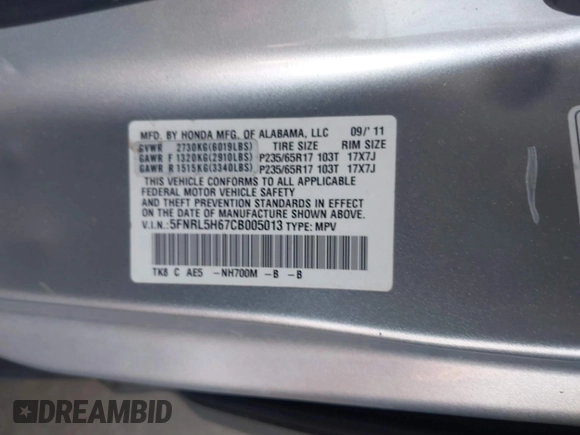 MFD. BY HONDA MFG. OF ALABAMA, LLC 09/'11
GVWR 2730KG(6019LBS) TIRE SIZE RIM SIZE
GAWR F 1320KG(2910LBS) P235/65R17 103T 17X7J
GAWR R 1515KG(3340LBS) P235/65R17 103T 17X7J
THIS VEHICLE CONFORMS TO ALL APPLICABLE
FEDERAL MOTOR VEHICLE SAFETY
AND THEFT PREVENTION STANDARDS IN EFFECT ON
THE DATE OF MANUFACTURE SHOWN ABOVE.
V.I.N.: 5FNRL5H67CB005013 TYPE: MPV
TK8 C AE5 -NH700M -B -B
DREAMBID